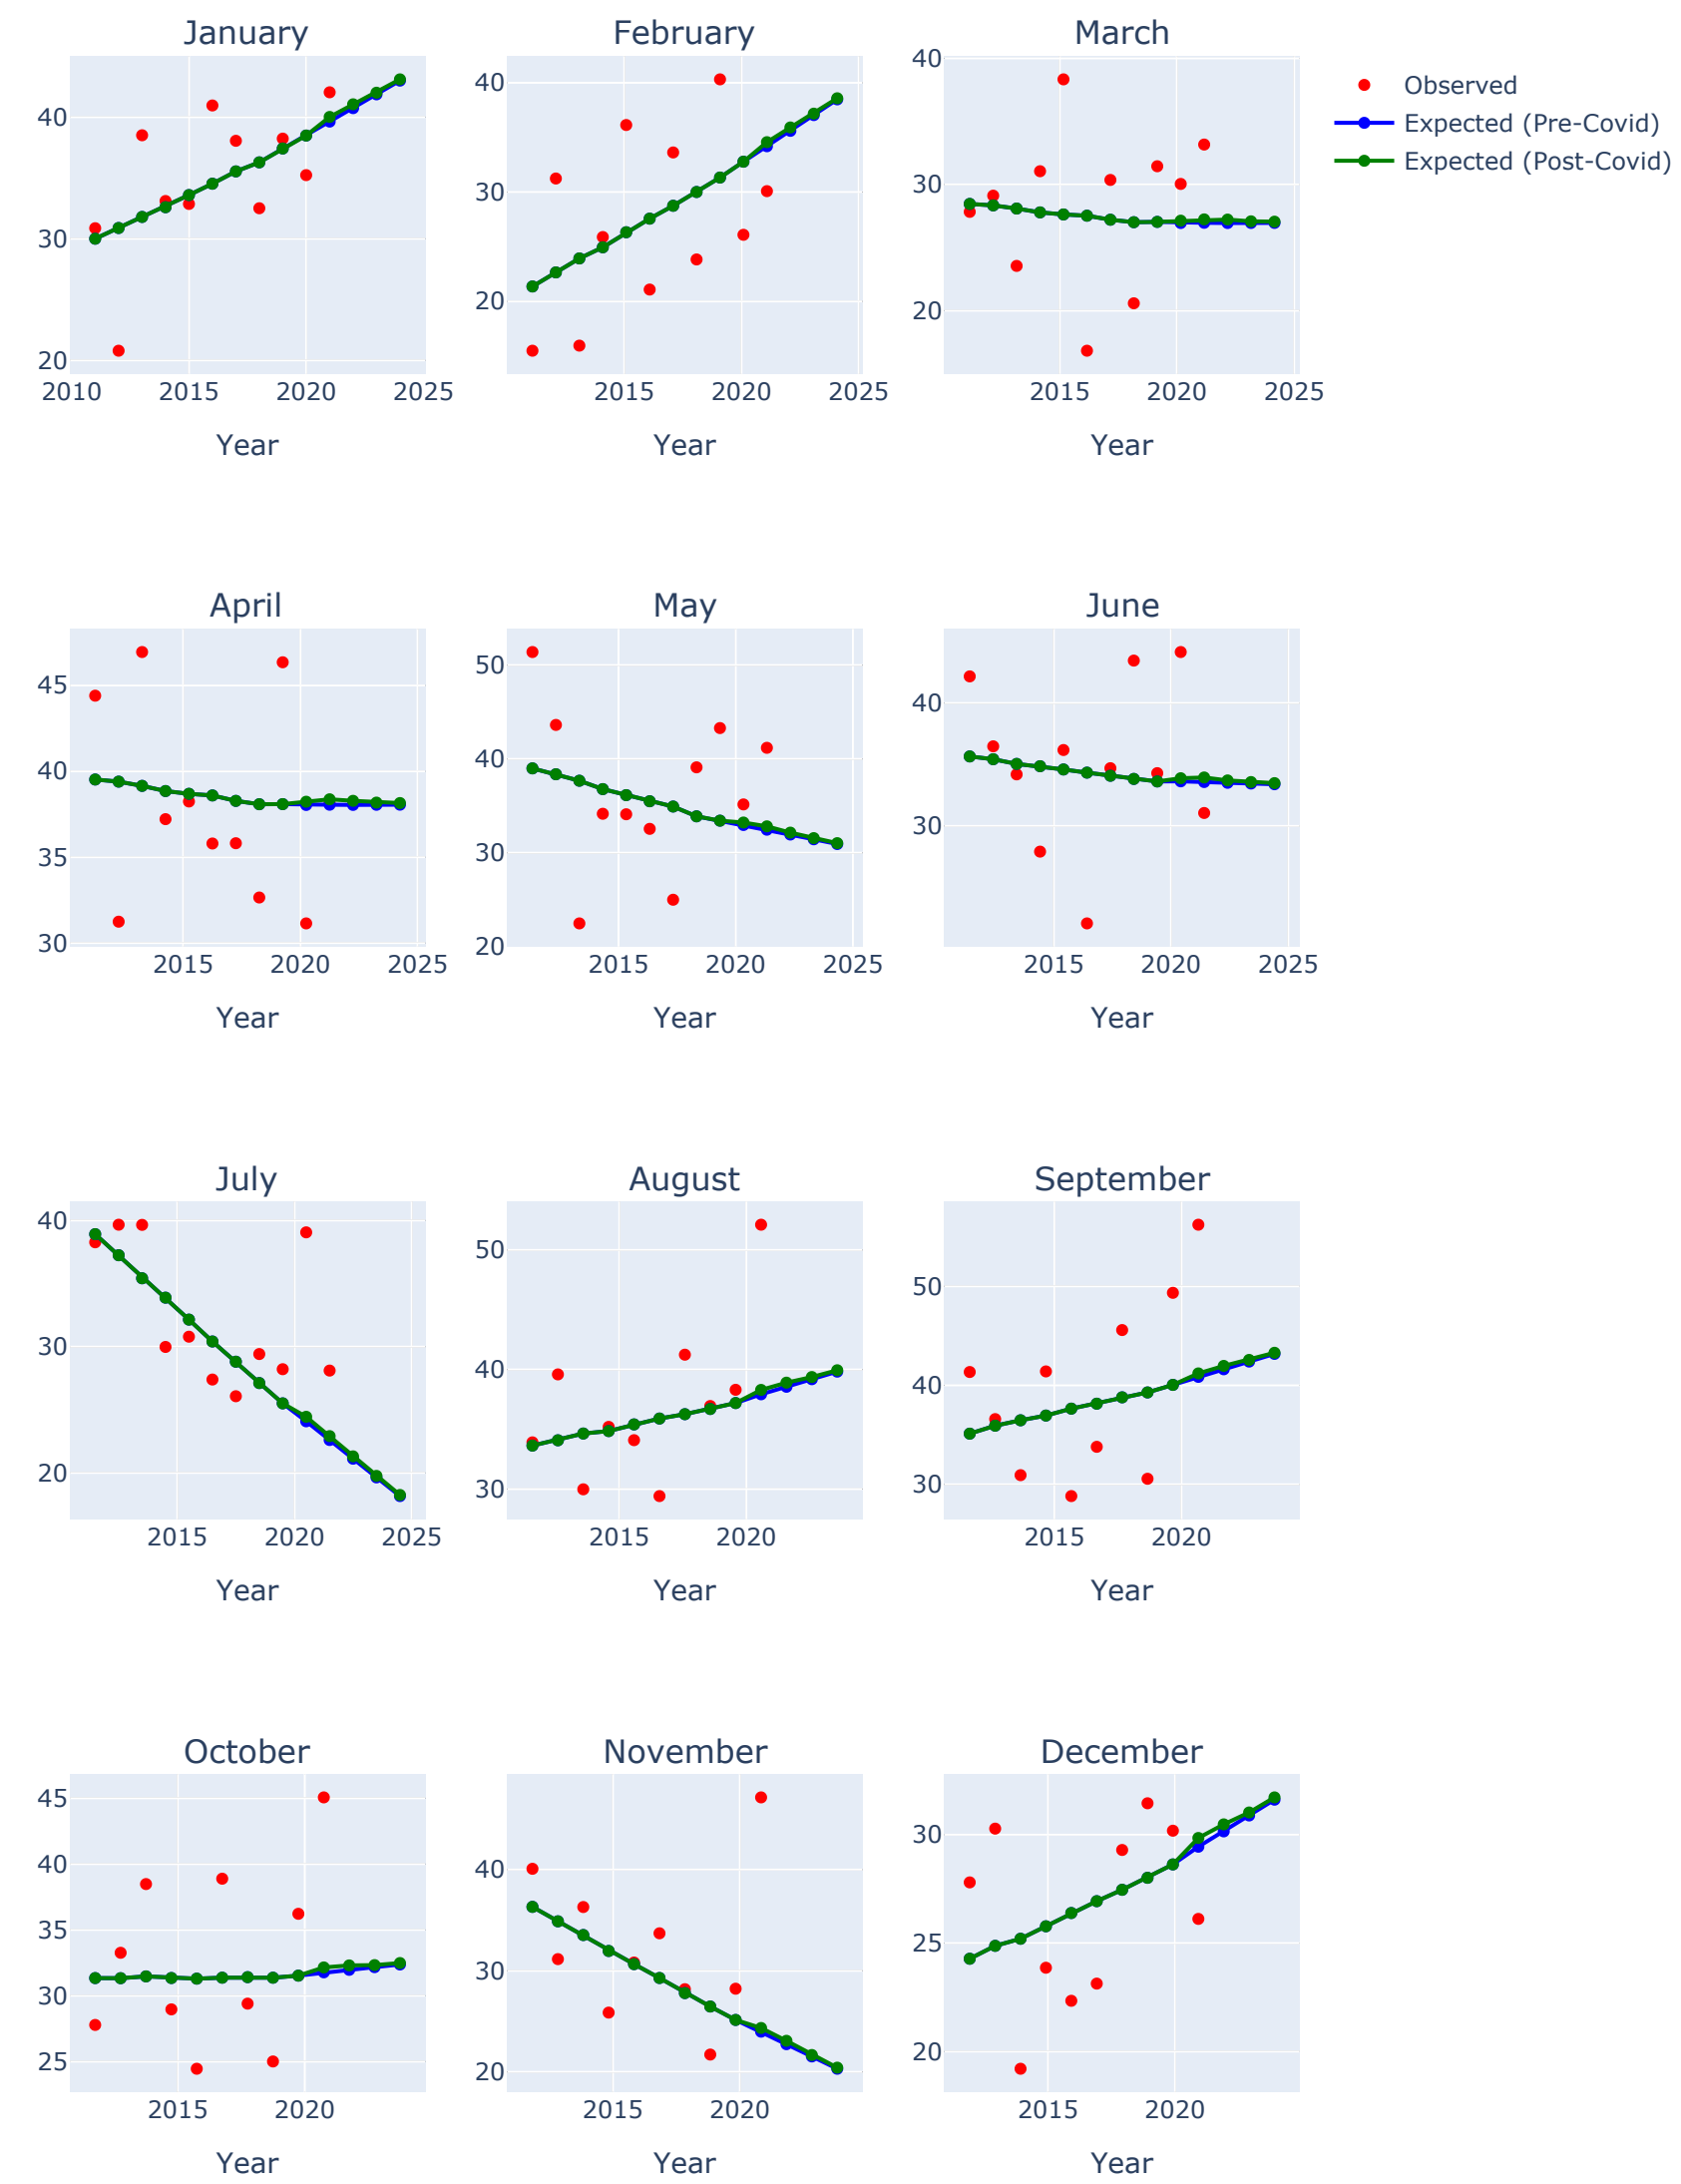 January
February
March
40
30
20
2010
2015
2020
2025
Year
40
30
20
2015
2020
2025
Year
40
30
20
2015
2020
2025
Year
Observed
Expected (Pre-Covid)
Expected (Post-Covid)
April
May
June
45
40
35
30
2015
2020
2025
Year
50
40
30
20
2015
2020
2025
Year
40
30
2015
2020
2025
Year
July
August
September
40
30
20
2015
2020
2025
Year
50
40
30
2015
2020
Year
50
40
30
2015
2020
Year
October
November
December
45
40
35
30
25
2015
2020
Year
40
30
20
2015
2020
Year
30
25
20
2015
2020
Year